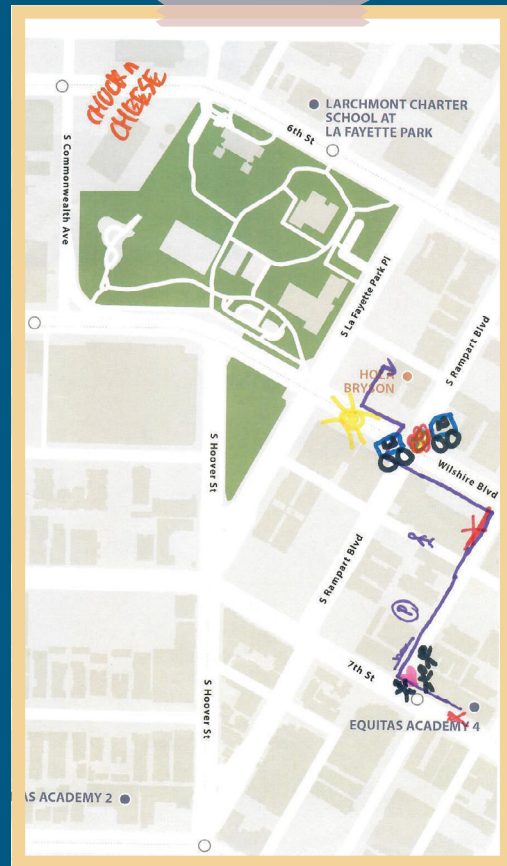 CHUCK A
CHEESE
LARCHMONT CHARTER
SCHOOL AT
LA FAYETTE PARK
6th St
S Commonwealth Ave
S La Fayette Park Pl
S Rampart Blvd
HOLA
BRYSON
Wilshire Blvd
S Hoover St
S Rampart Blvd
P
7th St
EQUITAS ACADEMY 4
S Hoover St
AS ACADEMY 2